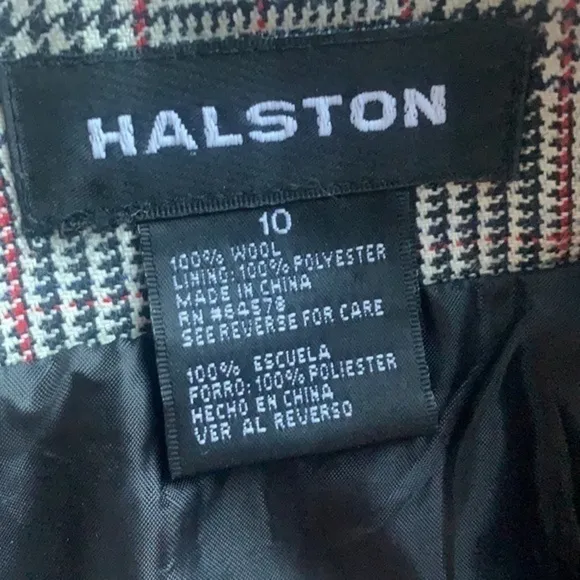 HALSTON
10
100% WOOL
LINING: 100% POLYESTER
MADE IN CHINA
RN #64578
SEE REVERSE FOR CARE
100% ESCUELA
FORRO: 100% POLIESTER
HECHO EN CHINA
VER AL REVERSO